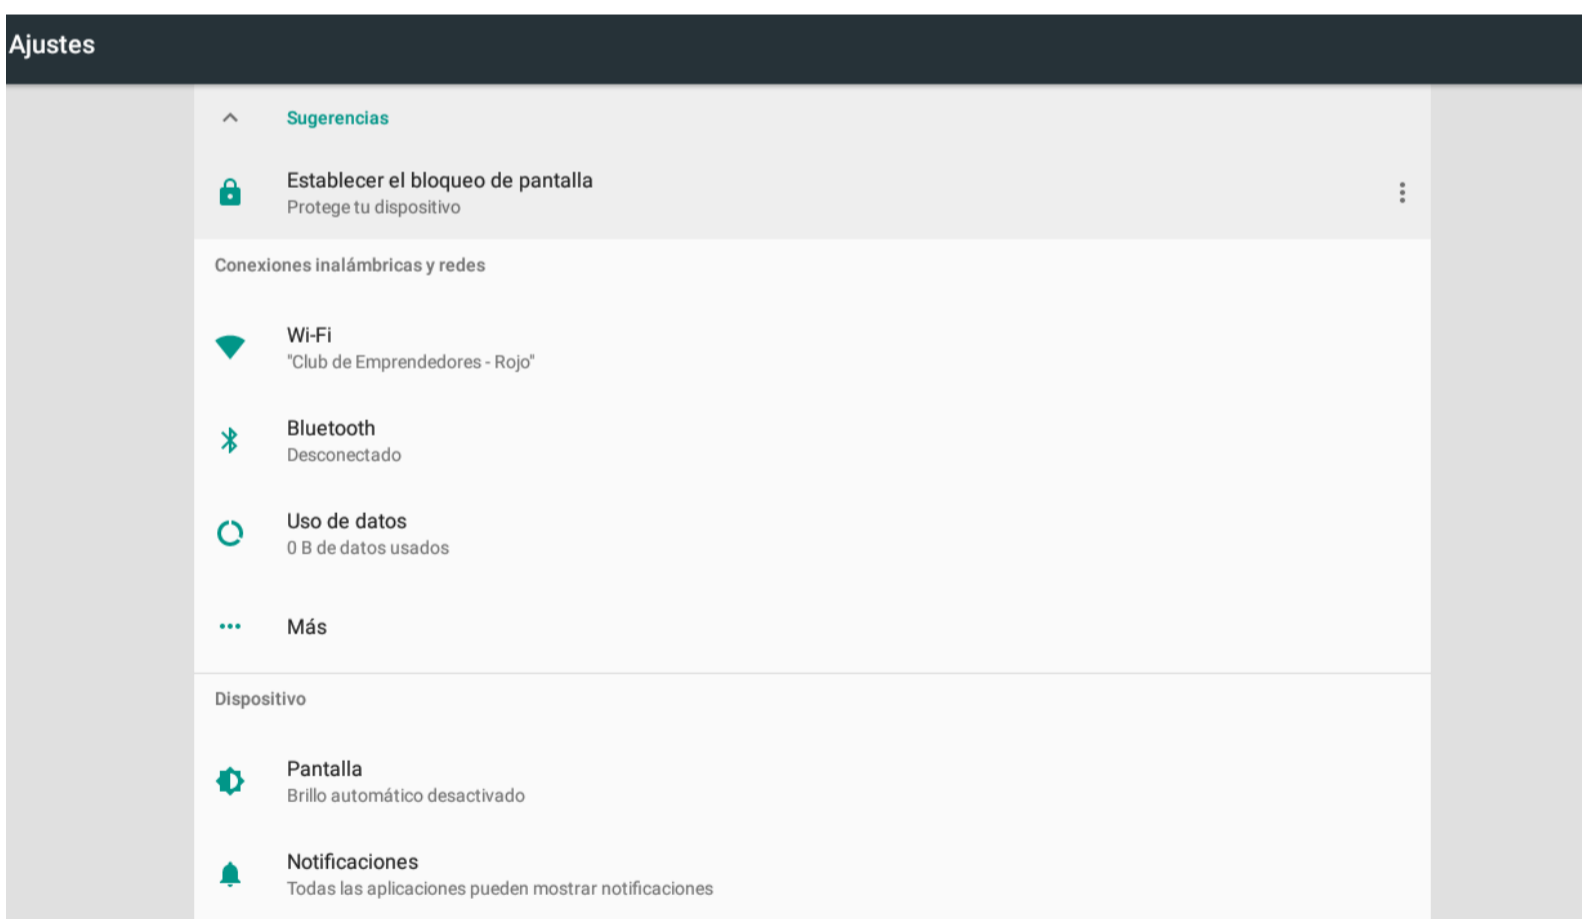 Ajustes
Sugerencias
Establecer el bloqueo de pantalla
Protege tu dispositivo
Conexiones inalámbricas y redes
Wi-Fi
"Club de Emprendedores - Rojo"
Bluetooth
Desconectado
Uso de datos
0 B de datos usados
Más
Dispositivo
Pantalla
Brillo automático desactivado
Notificaciones
Todas las aplicaciones pueden mostrar notificaciones